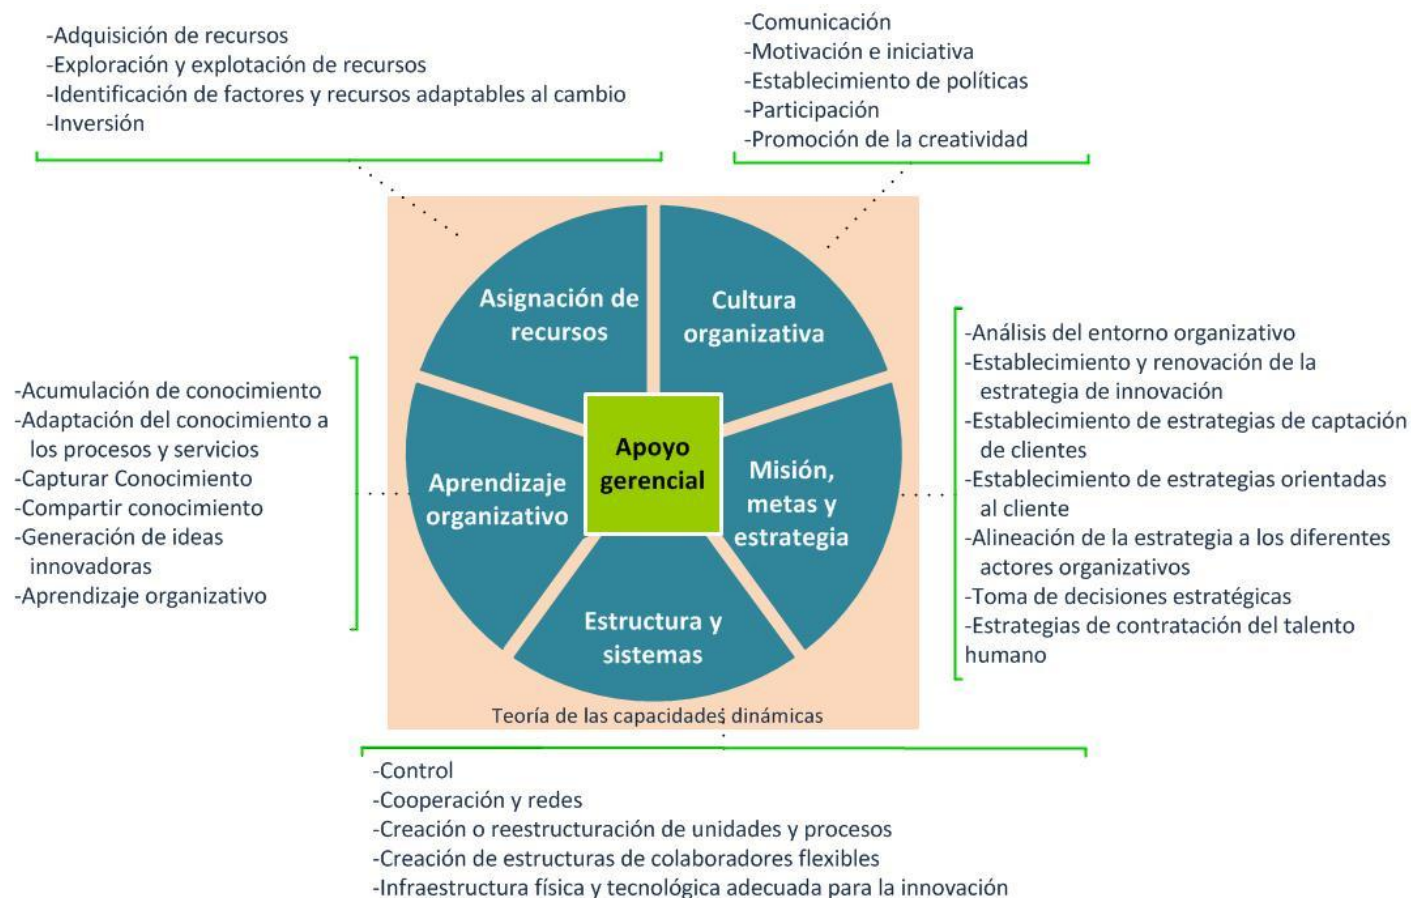 -Adquisición de recursos
-Exploración y explotación de recursos
-Identificación de factores y recursos adaptables al cambio
-Inversión
-Comunicación
-Motivación e iniciativa
-Establecimiento de políticas
-Participación
-Promoción de la creatividad
Asignación de
recursos
Cultura
organizativa
-Acumulación de conocimiento
-Adaptación del conocimiento a
los procesos y servicios
-Capturar Conocimiento
-Compartir conocimiento
-Generación de ideas
innovadoras
-Aprendizaje organizativo
Aprendizaje
organizativo
Apoyo
gerencial
Misión,
metas y
estrategia
-Análisis del entorno organizativo
-Establecimiento y renovación de la
estrategia de innovación
-Establecimiento de estrategias de captación
de clientes
-Establecimiento de estrategias orientadas
al cliente
-Alineación de la estrategia a los diferentes
actores organizativos
-Toma de decisiones estratégicas
-Estrategias de contratación del talento
humano
Estructura y
sistemas
Teoría de las capacidades dinámicas
-Control
-Cooperación y redes
-Creación o reestructuración de unidades y procesos
-Creación de estructuras de colaboradores flexibles
-Infraestructura física y tecnológica adecuada para la innovación